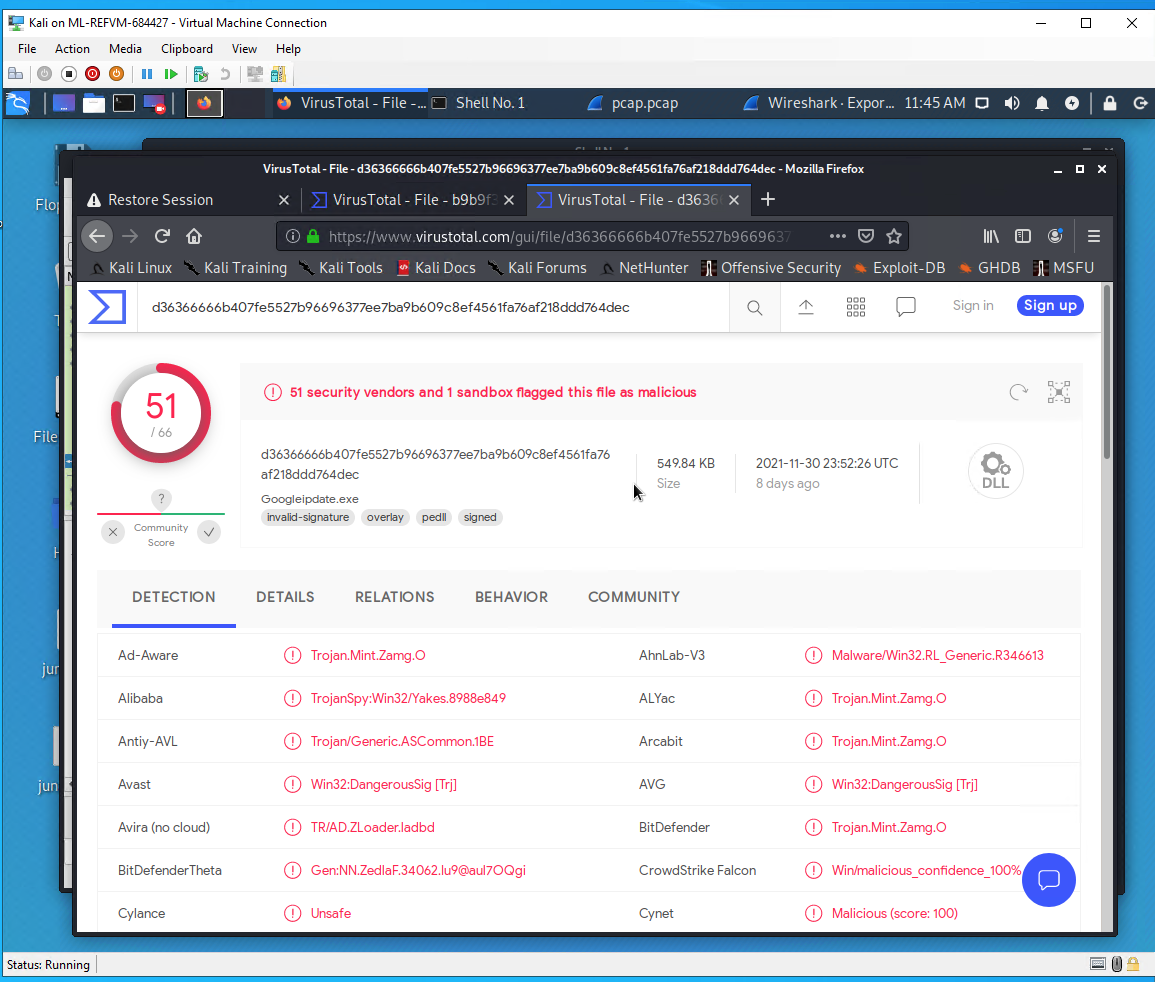 Kali on ML-REFVM-684427 - Virtual Machine Connection
File Action Media Clipboard View Help
VirusTotal - File -... Shell No. 1 pcap.pcap Wireshark · Expor... 11:45 AM
VirusTotal - File - d36366666b407fe5527b96696377ee7ba9b609c8ef4561fa76af218ddd764dec - Mozilla Firefox
Restore Session VirusTotal - File - b9b9f3 VirusTotal - File - d3636
https://www.virustotal.com/gui/file/d36366666b407fe5527b96696377
Kali Linux Kali Training Kali Tools Kali Docs Kali Forums NetHunter Offensive Security Exploit-DB GHDB MSFU
d36366666b407fe5527b96696377ee7ba9b609c8ef4561fa76af218ddd764dec Sign in Sign up
51
/ 66
?
Community
Score
51 security vendors and 1 sandbox flagged this file as malicious
d36366666b407fe5527b96696377ee7ba9b609c8ef4561fa76
af218ddd764dec
Googleipdate.exe
invalid-signature overlay pedll signed
549.84 KB
Size
2021-11-30 23:52:26 UTC
8 days ago
DLL
DETECTION DETAILS RELATIONS BEHAVIOR COMMUNITY
Ad-Aware Trojan.Mint.Zamg.O AhnLab-V3 Malware/Win32.RL_Generic.R346613
Alibaba TrojanSpy:Win32/Yakes.8988e849 ALYac Trojan.Mint.Zamg.O
Antiy-AVL Trojan/Generic.ASCommon.1BE Arcabit Trojan.Mint.Zamg.O
Avast Win32:DangerousSig [Trj] AVG Win32:DangerousSig [Trj]
Avira (no cloud) TR/AD.ZLoader.ladbd BitDefender Trojan.Mint.Zamg.O
BitDefenderTheta Gen:NN.ZedlaF.34062.Iu9@aul7OQgi CrowdStrike Falcon Win/malicious_confidence_100%
Cylance Unsafe Cynet Malicious (score: 100)
Flop
File
jun
jun
Status: Running